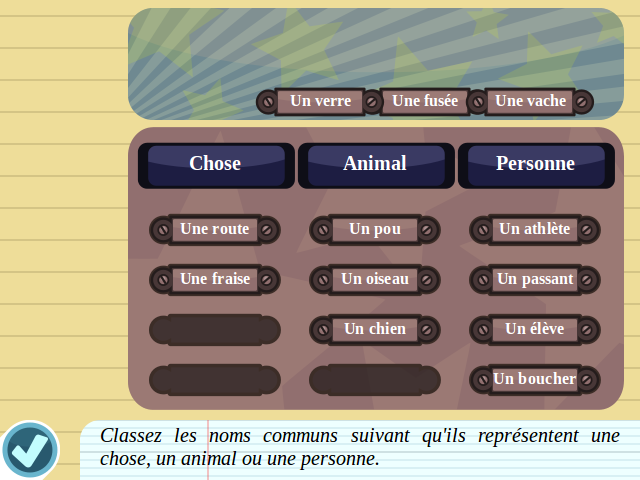 Un verre Une fusée Une vache
Chose Animal Personne
Une route Un pou Un athlète
Une fraise Un oiseau Un passant
Un chien Un élève
Un boucher
Classez les noms communs suivant qu'ils représentent une
chose, un animal ou une personne.